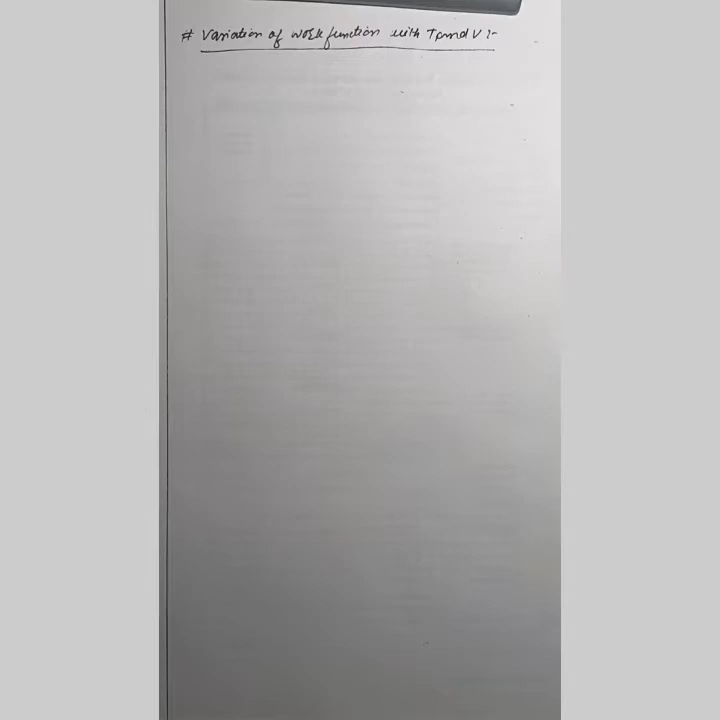 # Variation of work function with T and V :-